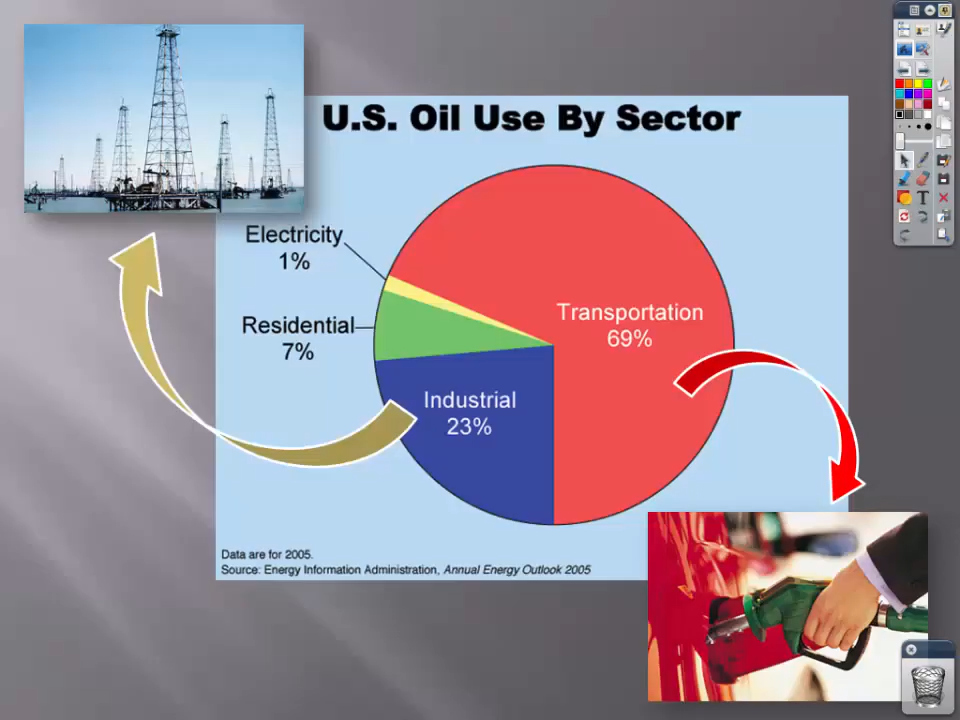 U.S. Oil Use By Sector
Electricity
1%
Transportation
69%
Residential
7%
Industrial
23%
Data are for 2005.
Source: Energy Information Administration, Annual Energy Outlook 2005